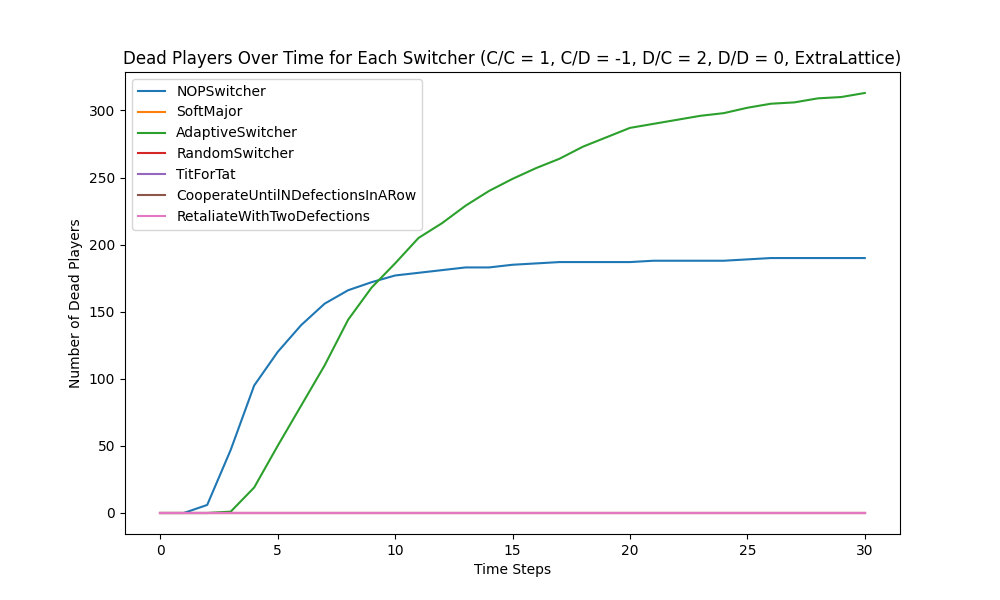 Dead Players Over Time for Each Switcher (C/C = 1, C/D = -1, D/C = 2, D/D = 0, ExtraLattice)
NOPSwitcher
SoftMajor
AdaptiveSwitcher
RandomSwitcher
TitForTat
CooperateUntilNDefectionsInARow
RetaliateWithTwoDefections
Number of Dead Players
300
250
200
150
100
50
0
0 5 10 15 20 25 30
Time Steps